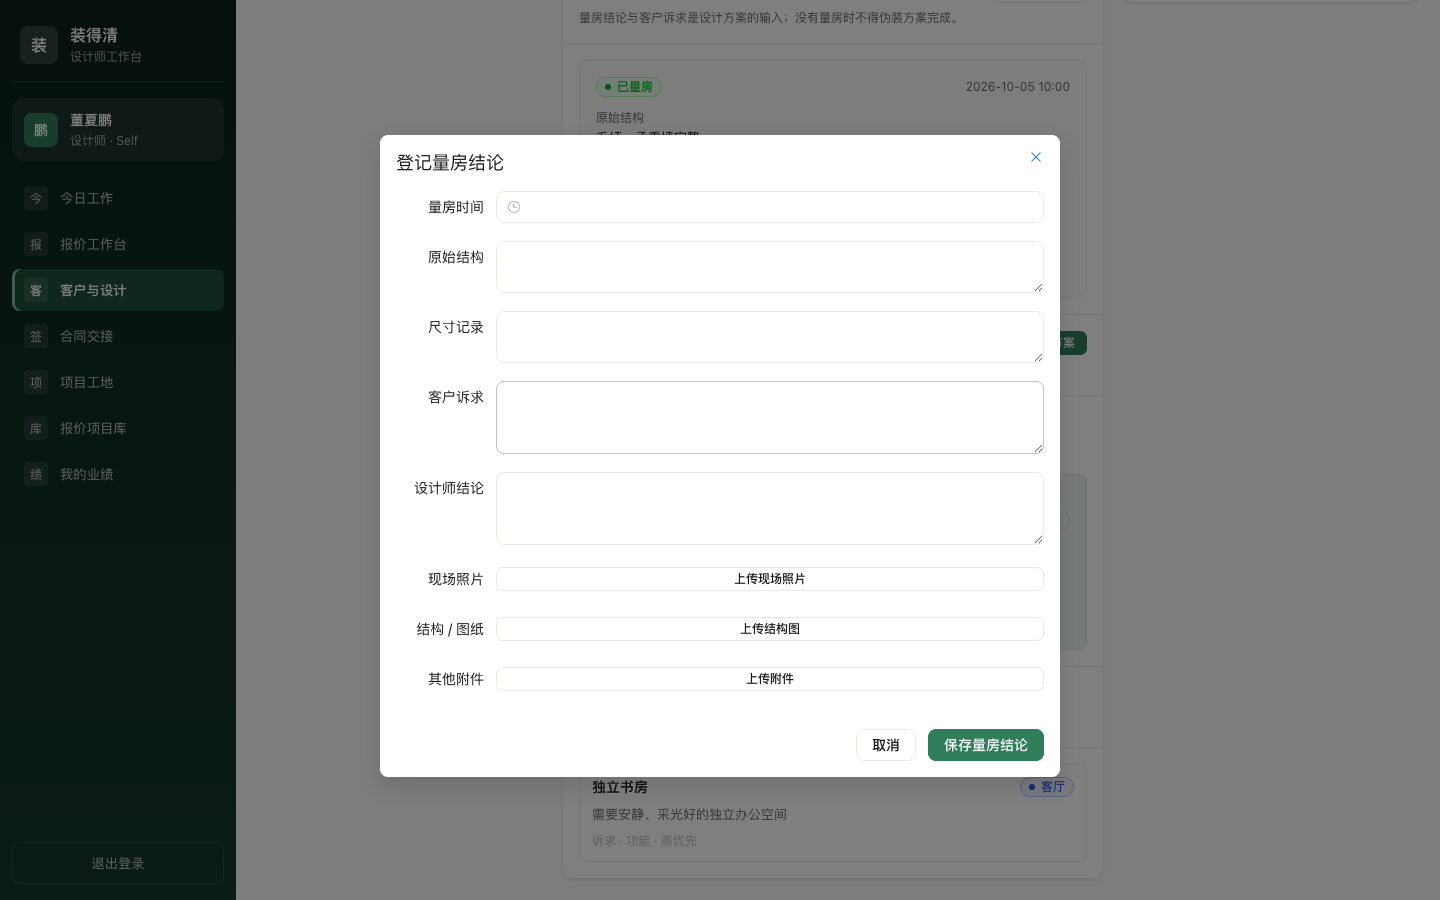 装
装得清
设计师工作台
鹏
董夏鹏
设计师 · Self
今 今日工作
报 报价工作台
客 客户与设计
签 合同交接
项 项目工地
库 报价项目库
绩 我的业绩
退出登录
量房结论与客户诉求是设计方案的输入；没有量房时不得伪装方案完成。
已量房
2026-10-05 10:00
原始结构
登记量房结论
量房时间
原始结构
尺寸记录
客户诉求
设计师结论
现场照片
上传现场照片
结构 / 图纸
上传结构图
其他附件
上传附件
取消
保存量房结论
案
独立书房
客厅
需要安静、采光好的独立办公空间
诉求 · 功能 · 高优先